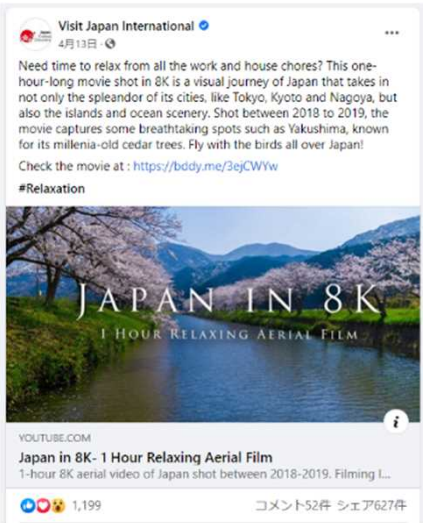 Visit Japan International
4月13日 ·
Need time to relax from all the work and house chores? This one-
hour-long movie shot in 8K is a visual journey of Japan that takes in
not only the spleandor of its cities, like Tokyo, Kyoto and Nagoya, but
also the islands and ocean scenery. Shot between 2018 to 2019, the
movie captures some breathtaking spots such as Yakushima, known
for its millenia-old cedar trees. Fly with the birds all over Japan!
Check the movie at : https://bddy.me/3ejCWYw
#Relaxation
JAPAN IN 8K
1 HOUR RELAXING AERIAL FILM
YOUTUBE.COM
Japan in 8K- 1 Hour Relaxing Aerial Film
1-hour 8K aerial video of Japan shot between 2018-2019. Filming l...
1,199 コメント52件 シェア627件